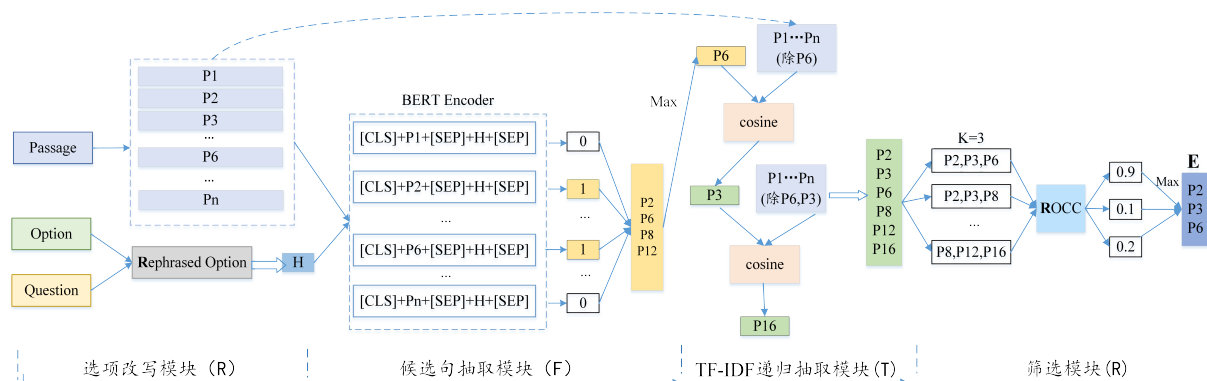 Passage
Option
Question
P1
P2
P3
...
P6
...
Pn
Rephrased Option
H
BERT Encoder
[CLS]+P1+[SEP]+H+[SEP]
[CLS]+P2+[SEP]+H+[SEP]
...
[CLS]+P6+[SEP]+H+[SEP]
...
[CLS]+Pn+[SEP]+H+[SEP]
0
1
...
1
...
0
P2
P6
P8
P12
Max
P6
P1…Pn
(除P6)
cosine
P3
P1…Pn
(除P6,P3)
cosine
P16
P2
P3
P6
P8
P12
P16
K=3
P2,P3,P6
P2,P3,P8
...
P8,P12,P16
ROCC
0.9
0.1
0.2
Max
E
P2
P3
P6
选项改写模块（R）
候选句抽取模块（F）
TF-IDF递归抽取模块(T)
筛选模块(R)